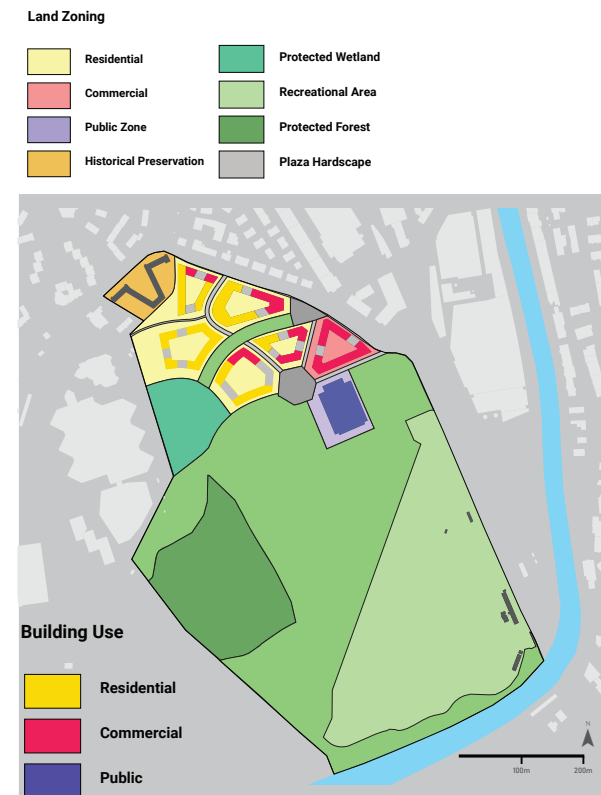 Land Zoning
Residential
Commercial
Public Zone
Historical Preservation
Protected Wetland
Recreational Area
Protected Forest
Plaza Hardscape
Building Use
Residential
Commercial
Public
N
100m
200m